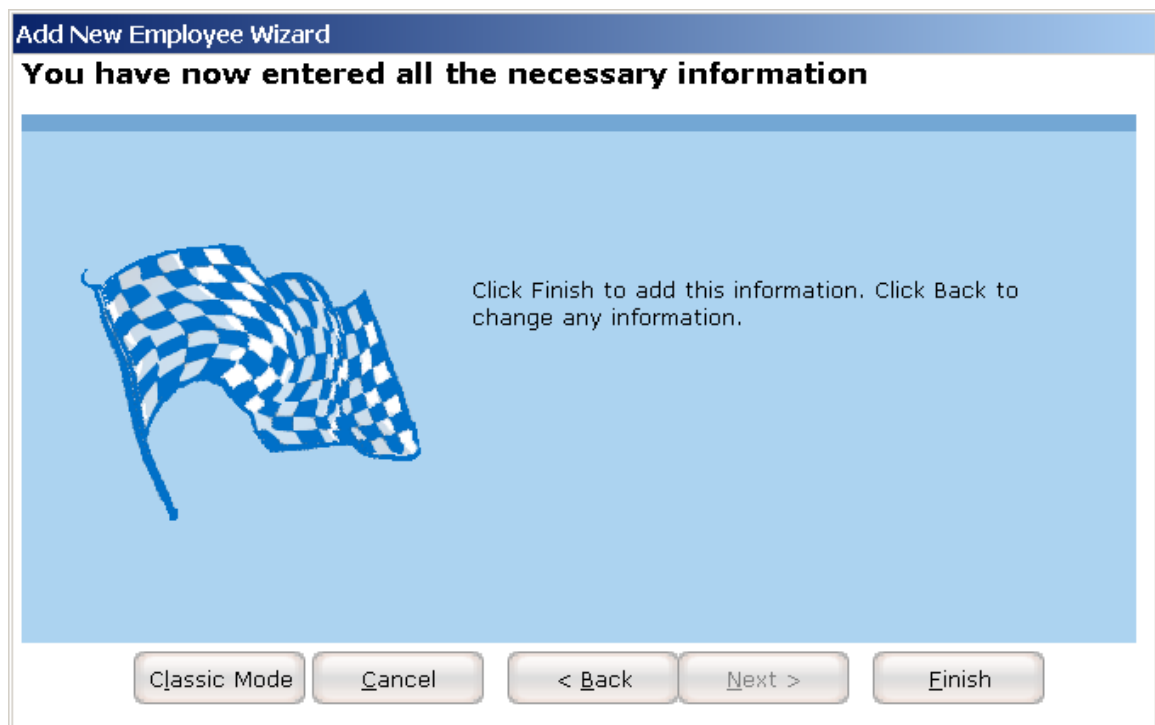 Add New Employee Wizard
You have now entered all the necessary information
Click Finish to add this information. Click Back to
change any information.
Classic Mode
Cancel
< Back
Next >
Finish